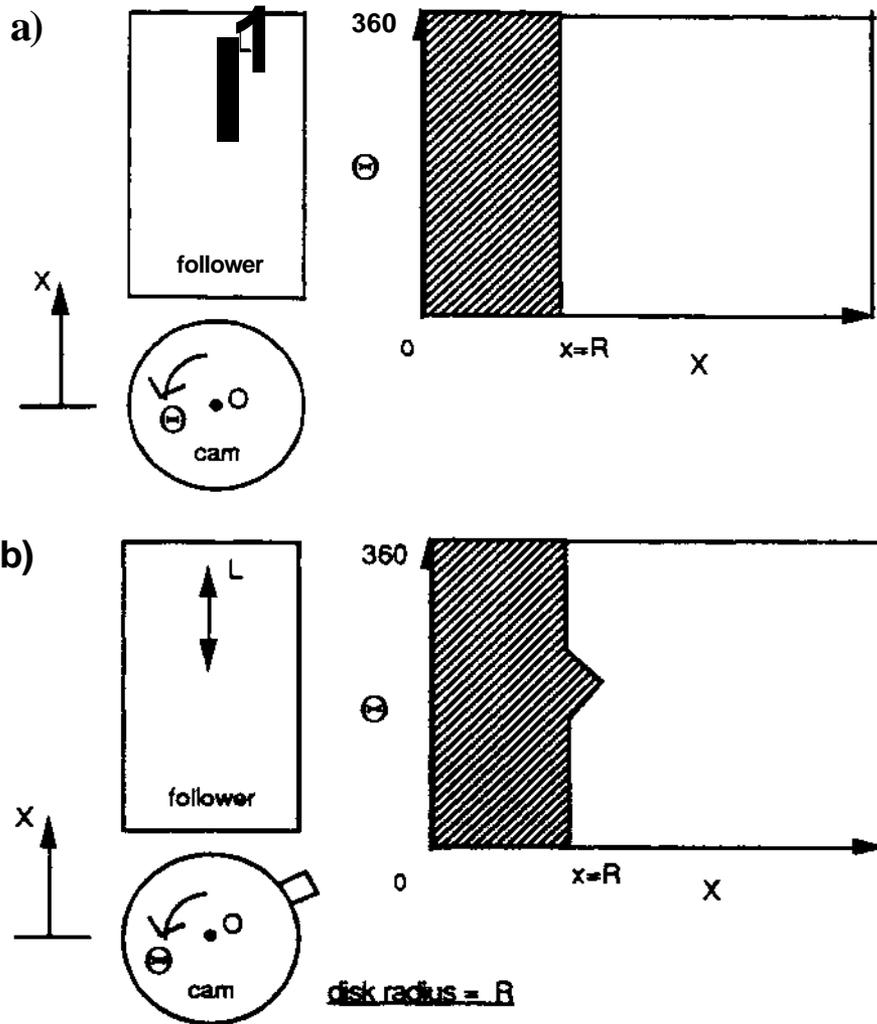 a)
L
360
Θ
follower
X
0
x=R
X
O
Θ
cam
b)
L
360
Θ
follower
X
0
x=R
X
O
Θ
cam
disk radius = R